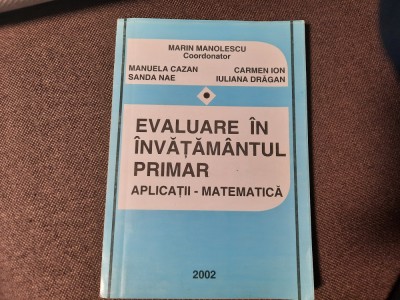 MARIN MANOLESCU
Coordonator
MANUELA CAZAN CARMEN ION
SANDA NAE IULIANA DRĂGAN
EVALUARE ÎN
ÎNVĂȚĂMÂNTUL
PRIMAR
APLICAȚII - MATEMATICĂ
2002